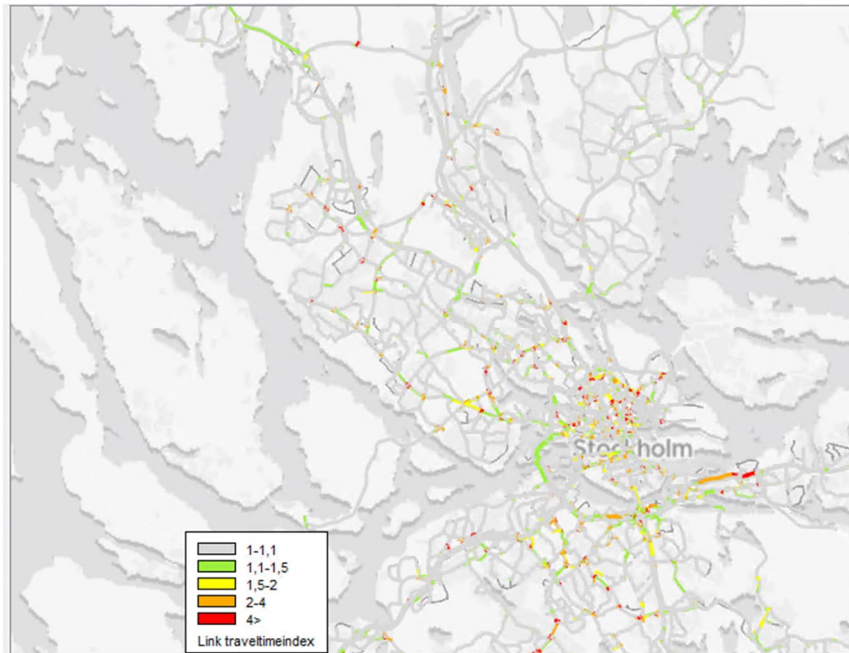 Stockholm
1-1,1
1,1-1,5
1,5-2
2-4
4>
Link traveltimeindex